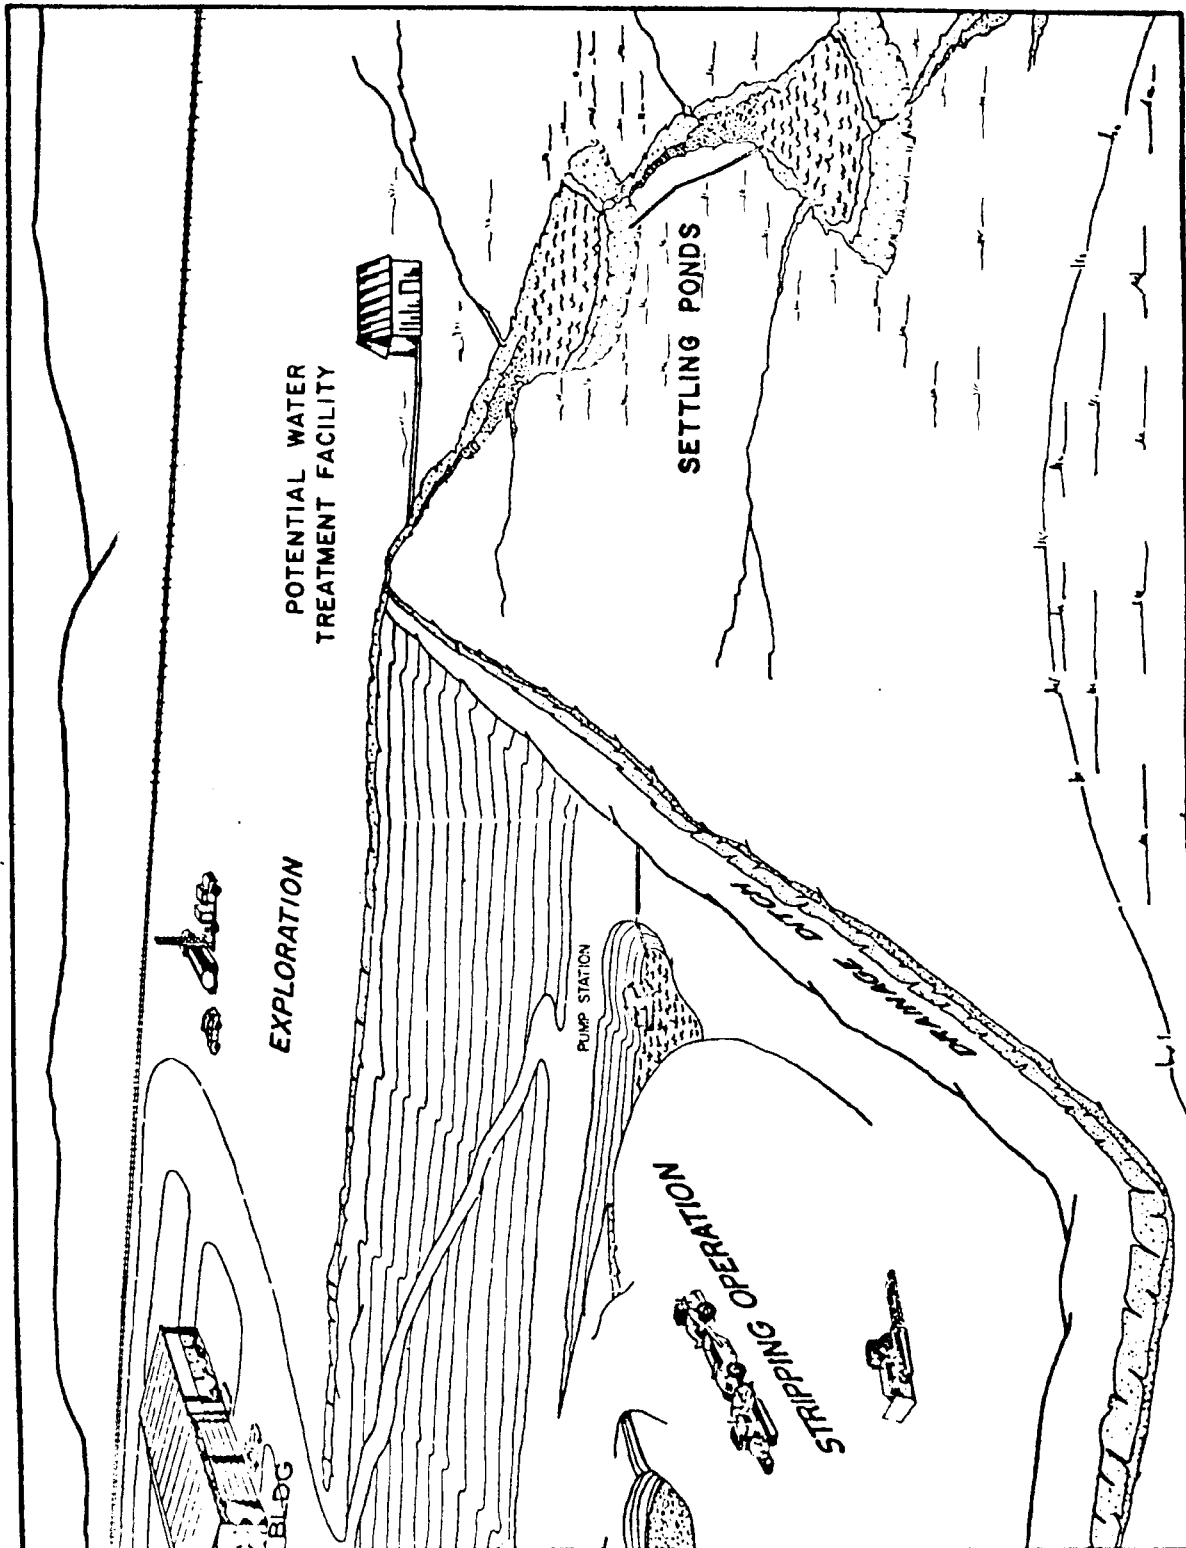 POTENTIAL WATER
TREATMENT FACILITY
SETTLING PONDS
EXPLORATION
PUMP STATION
DRAINAGE DITCH
STRIPPING OPERATION
BLDG